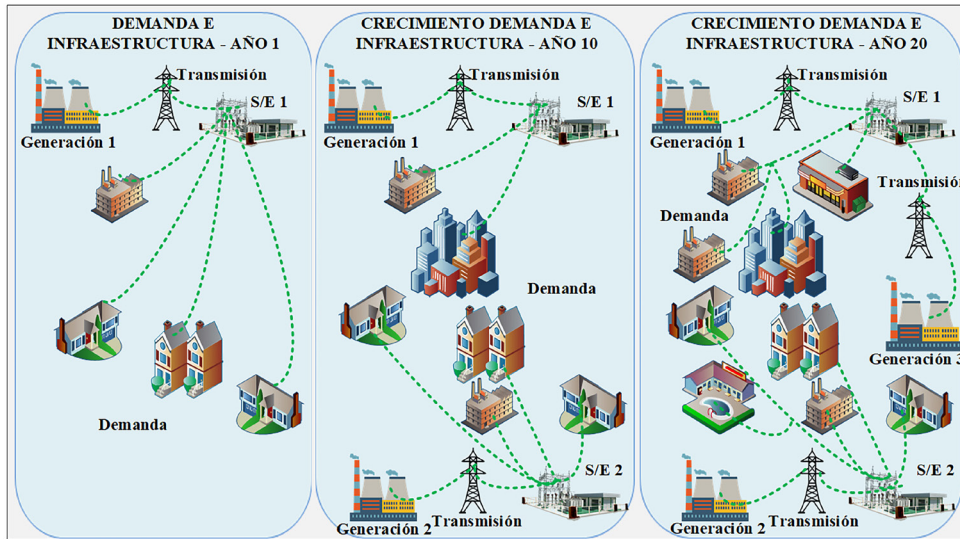 DEMANDA E
INFRAESTRUCTURA - AÑO 1
Transmisión
S/E 1
Generación 1
Demanda
CRECIMIENTO DEMANDA E
INFRAESTRUCTURA - AÑO 10
Transmisión
S/E 1
Generación 1
Demanda
S/E 2
Generación 2
Transmisión
CRECIMIENTO DEMANDA E
INFRAESTRUCTURA - AÑO 20
Transmisión
S/E 1
Generación 1
Transmisión
Demanda
Generación 3
S/E 2
Generación 2
Transmisión